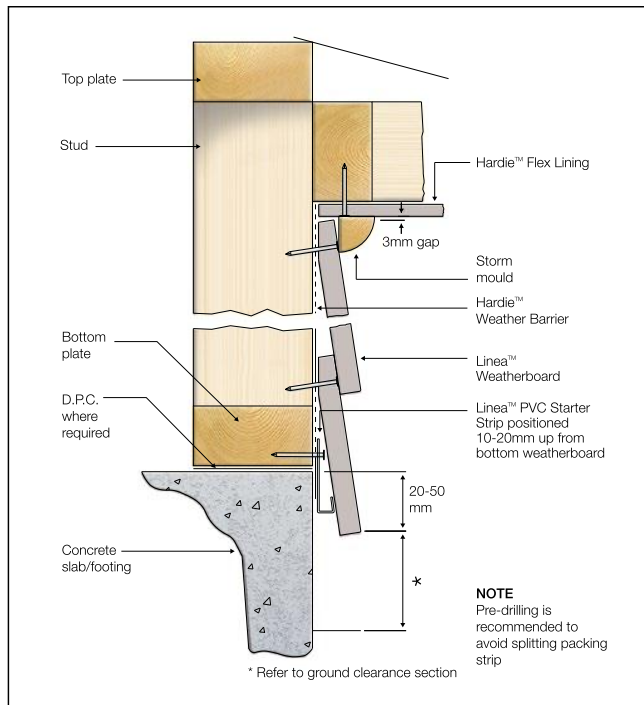 Top plate
Stud
Hardie™ Flex Lining
3mm gap
Storm
mould
Hardie™
Weather Barrier
Bottom
plate
Linea™
Weatherboard
D.P.C.
where
required
Linea™ PVC Starter
Strip positioned
10-20mm up from
bottom weatherboard
20-50
mm
Concrete
slab/footing
*
NOTE
Pre-drilling is
recommended to
avoid splitting packing
strip
* Refer to ground clearance section